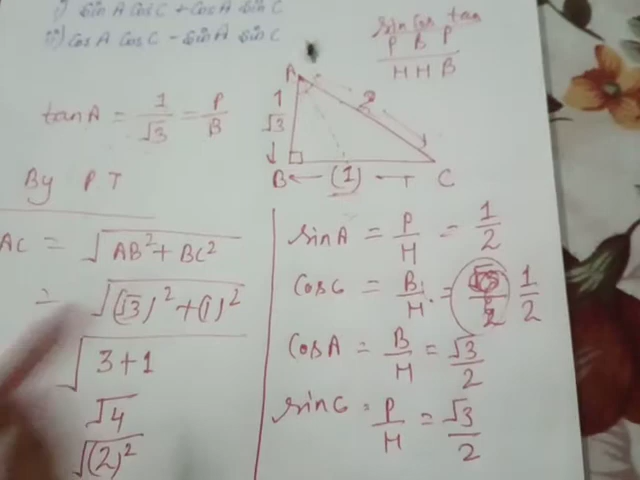 i) Sin A Cos C + Cos A Sin C
ii) Cos A Cos C - Sin A Sin C
sin cos tan
P B P
H H B
tan A = 1/√3 = P/B
A
1
√3
2
B (1) C
By P T
AC = √AB² + BC²
= √(√3)² + (1)²
√3 + 1
√4
√(2)²
sin A = P/H = 1/2
Cos C = B/H = 1/2
Cos A = B/H = √3/2
sin C = P/H = √3/2